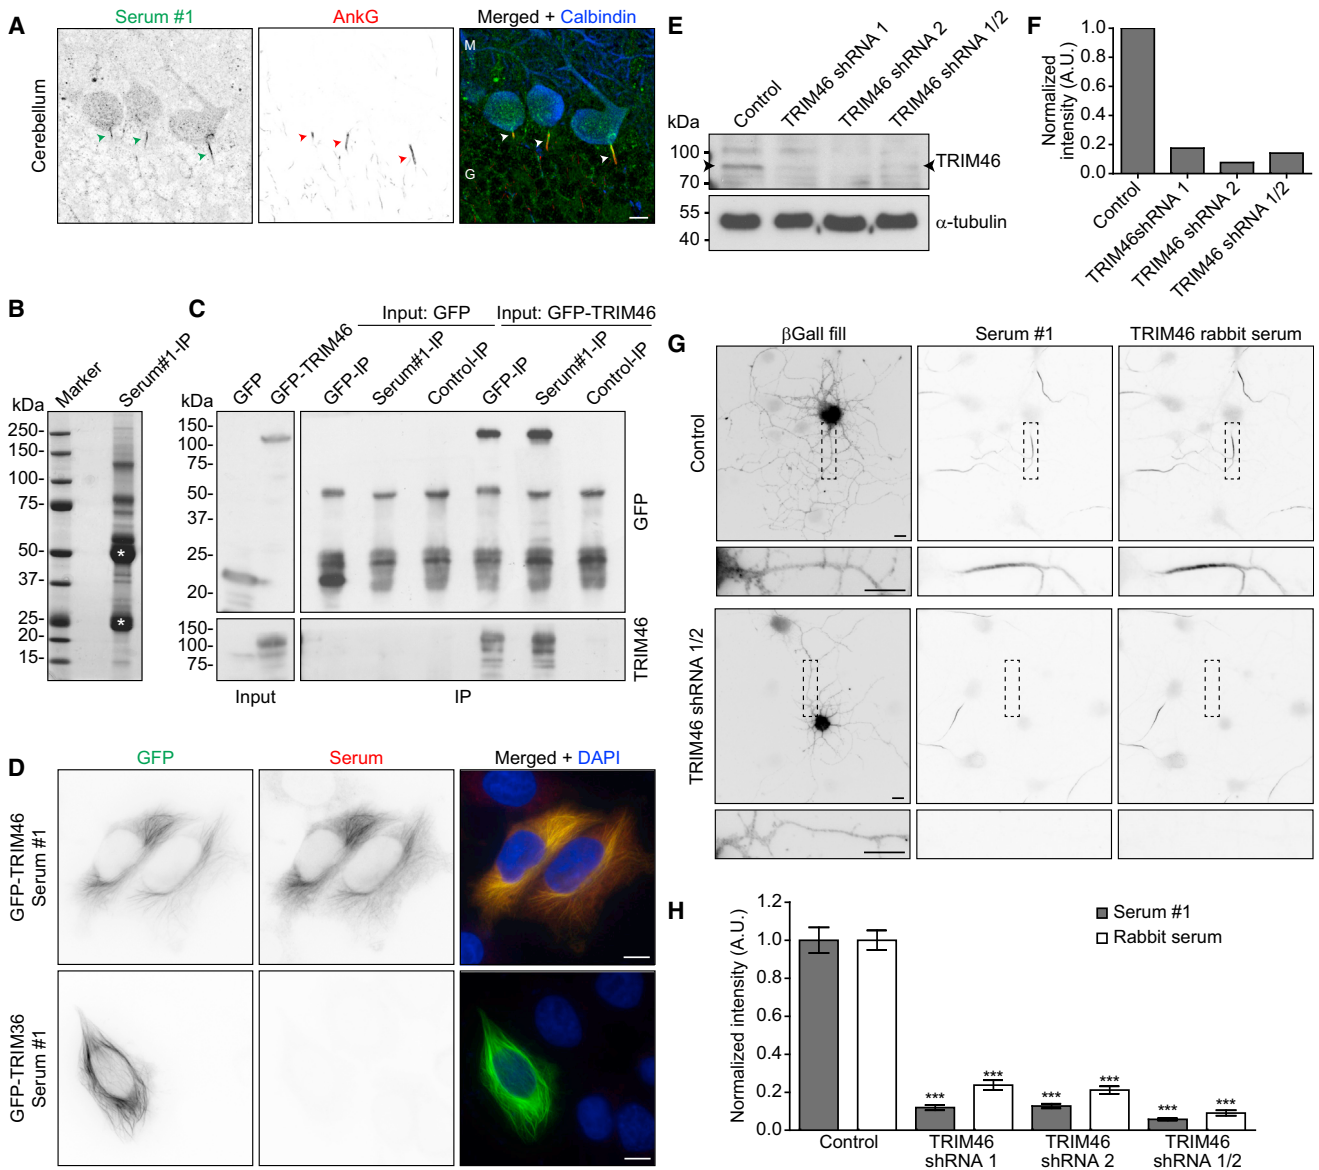 A
Serum #1
AnkG
Merged + Calbindin
Cerebellum
M
G
B
Marker
Serum#1-IP
kDa
250-
150-
100-
75-
50-
37-
25-
20-
15-
*
*
C
Input: GFP
Input: GFP-TRIM46
GFP
GFP-TRIM46
GFP-IP
Serum#1-IP
Control-IP
GFP-IP
Serum#1-IP
Control-IP
kDa
150-
100-
75-
50-
37-
25-
20-
GFP
150-
100-
75-
TRIM46
Input
IP
D
GFP
Serum
Merged + DAPI
GFP-TRIM46
Serum #1
GFP-TRIM36
Serum #1
E
Control
TRIM46 shRNA 1
TRIM46 shRNA 2
TRIM46 shRNA 1/2
kDa
100
70
TRIM46
55
40
α-tubulin
F
Normalized
intensity (A.U.)
1.0
0.8
0.6
0.4
0.2
0.0
Control
TRIM46shRNA 1
TRIM46 shRNA 2
TRIM46 shRNA 1/2
G
βGall fill
Serum #1
TRIM46 rabbit serum
Control
TRIM46 shRNA 1/2
H
Normalized intensity (A.U.)
1.2
1.0
0.8
0.6
0.4
0.2
0.0
Serum #1
Rabbit serum
***
***
***
***
***
***
Control
TRIM46
shRNA 1
TRIM46
shRNA 2
TRIM46
shRNA 1/2